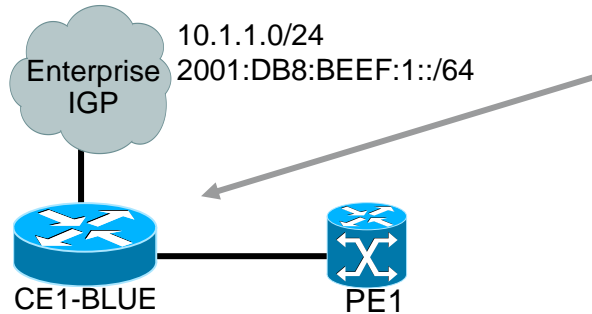 10.1.1.0/24
Enterprise 2001:DB8:BEEF:1::/64
IGP
CE1-BLUE
PE1